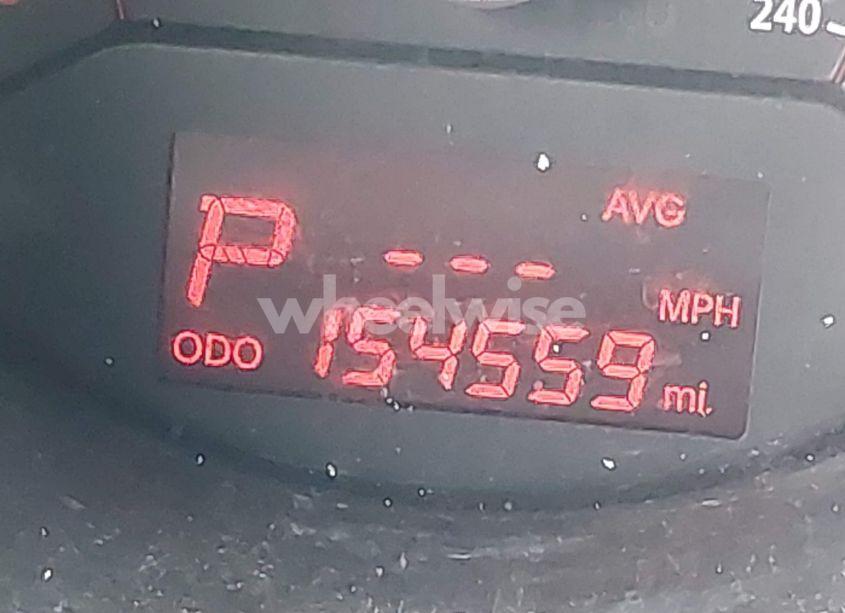 240
AVG
P ---
MPH
wheelwise
ODO 154559 mi.